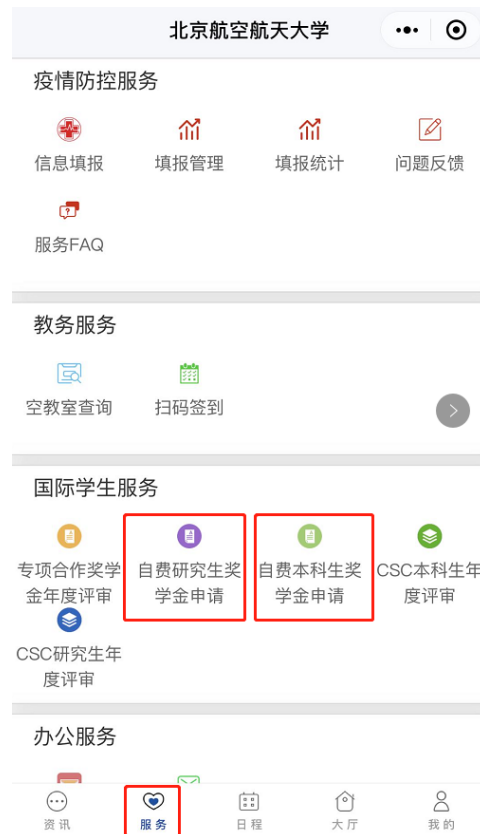 北京航空航天大学
疫情防控服务
信息填报 填报管理 填报统计 问题反馈
服务FAQ
教务服务
空教室查询 扫码签到
国际学生服务
专项合作奖学 自费研究生奖 自费本科生奖 CSC本科生年
金年度评审 学金申请 学金申请 度评审
CSC研究生年
度评审
办公服务
资讯 服务 日程 大厅 我的